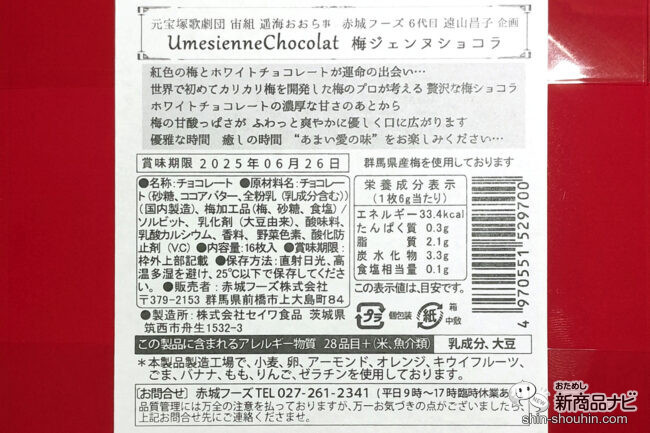 元宝塚歌劇団 宙組 遥海おおら事 赤城フーズ6代目 遠山昌子 企画
UmesienneChocolat 梅ジェンヌショコラ
紅色の梅とホワイトチョコレートが運命の出会い…
世界で初めてカリカリ梅を開発した梅のプロが考える 贅沢な梅ショコラ
ホワイトチョコレートの濃厚な甘さのあとから
梅の甘酸っぱさが ふわっと爽やかに優しく口に広がります
優雅な時間 癒しの時間 “あまい愛の味”をお楽しみください…
賞味期限 2025年06月26日 群馬県産梅を使用しております
●名称:チョコレート ●原材料名:チョコレー
ト(砂糖、ココアバター、全粉乳(乳成分含む))
(国内製造)、梅加工品(梅、砂糖、食塩)/
ソルビット、乳化剤(大豆由来)、酸味料、
乳酸カルシウム、香料、野菜色素、酸化防
止剤(V.C) ●内容量:16枚入 ●賞味期限:
枠外上部記載 ●保存方法:直射日光、高
温多湿を避け、25℃以下で保存してくださ
い。 ●販売者:赤城フーズ株式会社
〒379-2153 群馬県前橋市上大島町84
●製造所:株式会社セイワ食品 茨城県
筑西市舟生1532-3
栄養成分表示
(1枚6g当たり)
エネルギー 33.4kcal
たんぱく質 0.3g
脂質 2.1g
炭水化物 3.3g
食塩相当量 0.1g
この表示値は、目安です。
プラ 個包装 紙 箱 中敷
4 970551 529700
この製品に含まれるアレルギー物質 28品目+(米、魚介類) 乳成分、大豆
*本製品製造工場で、小麦、卵、アーモンド、オレンジ、キウイフルーツ、
ごま、バナナ、もも、りんご、ゼラチンを使用しております。
[お問合せ] 赤城フーズTEL027-261-2341 (平日9時〜17時臨時休業あ
品質管理には万全の注意を払っておりますが、万一お気づきの点がございましたら、
上記お問合せ先にご連絡くださいませ。
おためし
新商品ナビ
shin-shouhin.com